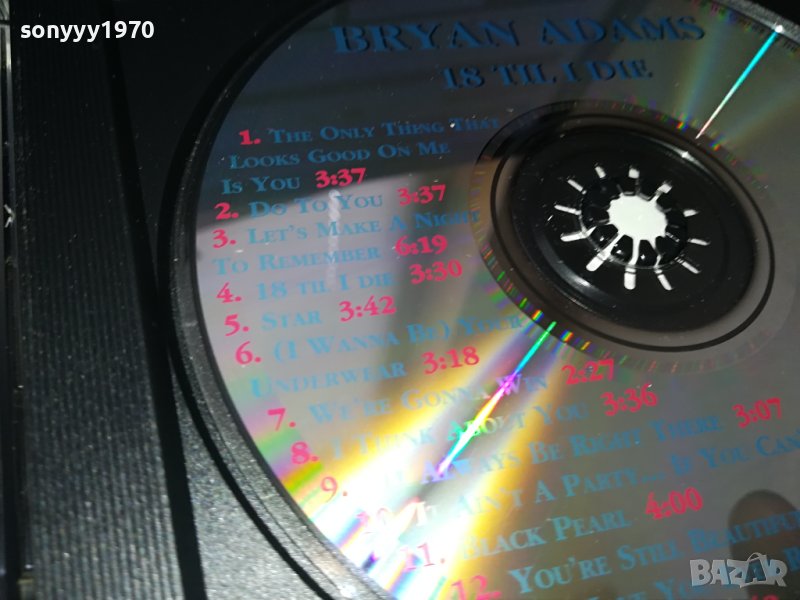 sonyyy1970
BRYAN ADAMS
18 TIL I DIE
1. THE ONLY THING THAT
LOOKS GOOD ON ME
IS YOU 3:37
2. DO TO YOU 3:37
3. LET'S MAKE A NIGHT
TO REMEMBER 6:19
4. 18 TIL I DIE 3:30
5. STAR 3:42
6. (I WANNA BE) YOUR
UNDERWEAR 3:18
7. WE'RE GONNA WIN 2:27
8. I THINK ABOUT YOU 3:36
9. I'LL ALWAYS BE RIGHT THERE 3:07
10. IT AIN'T A PARTY... IF YOU CAN'T
11. BLACK PEARL 4:00
12. YOU'RE STILL BEAUTIFUL
YOU
BAZAR
bg